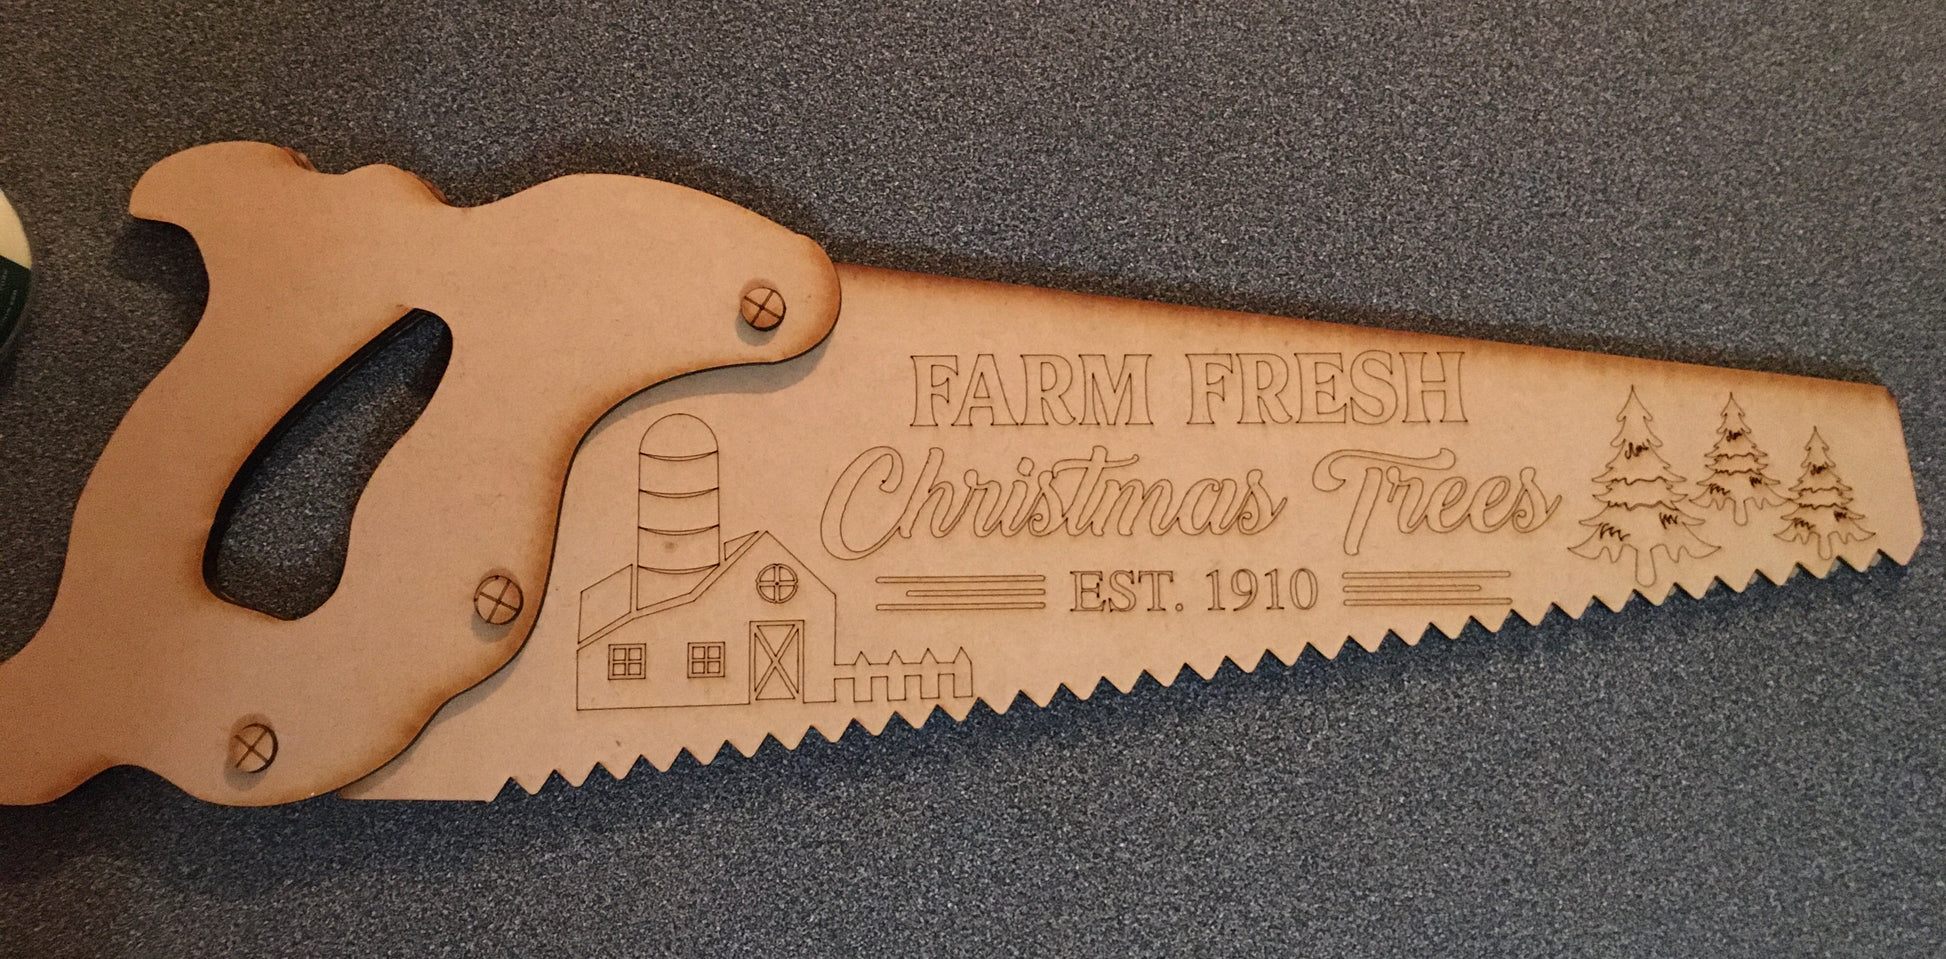 FARM FRESH
Christmas Trees
EST. 1910